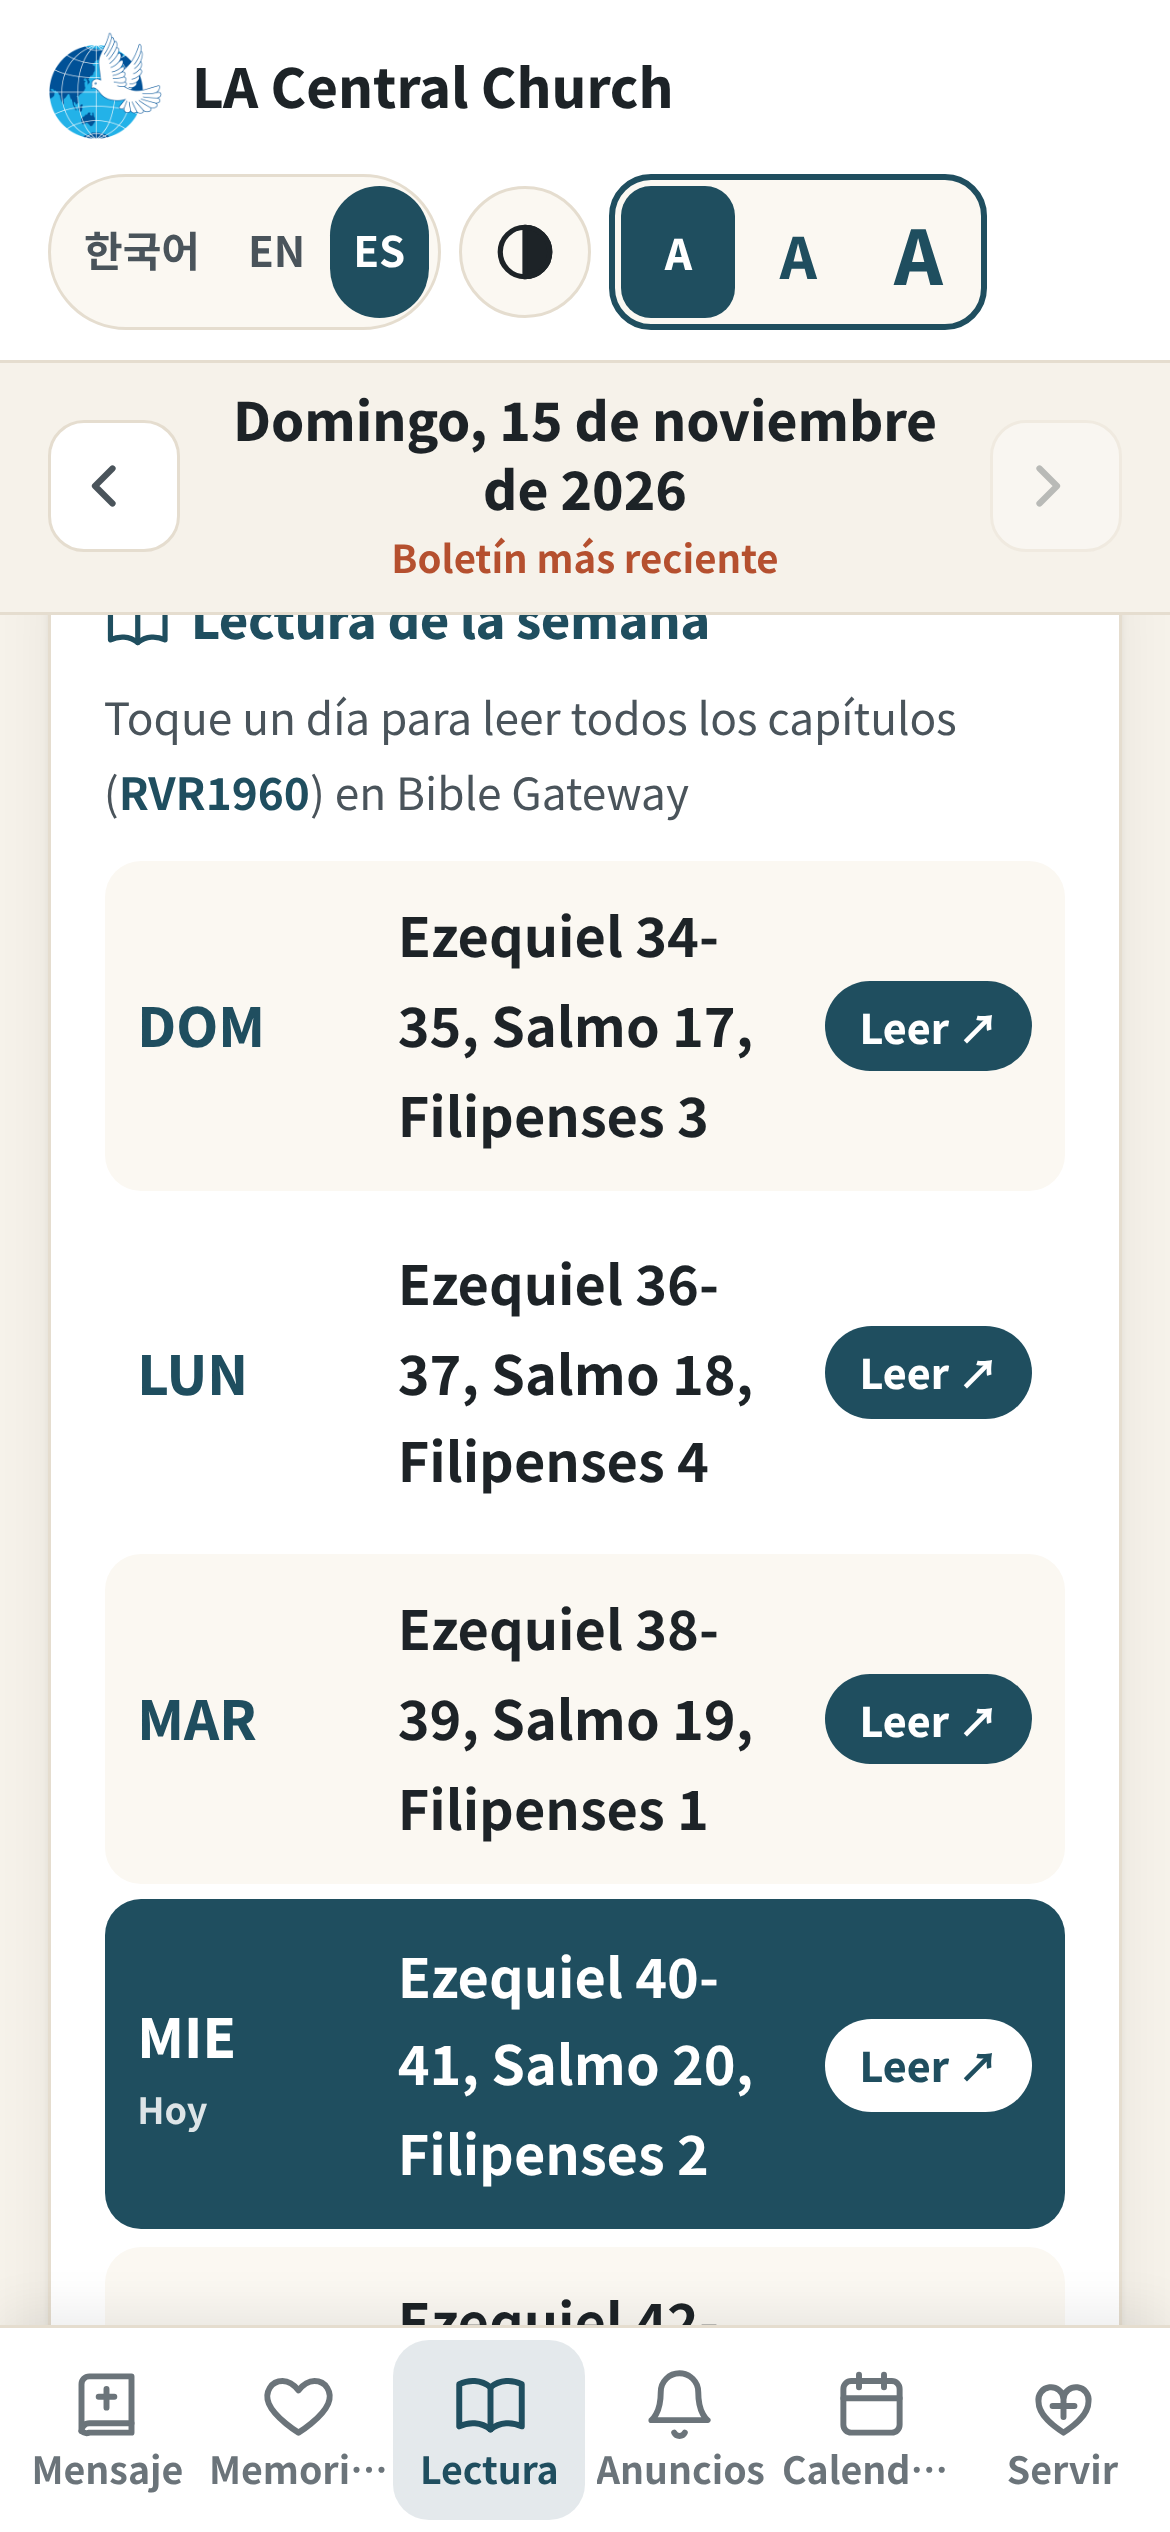 LA Central Church
한국어 EN ES A A A
Domingo, 15 de noviembre
de 2026
Boletín más reciente
Lectura de la semana
Toque un día para leer todos los capítulos
(RVR1960) en Bible Gateway
Ezequiel 34-
DOM 35, Salmo 17, Leer ↗
Filipenses 3
Ezequiel 36-
LUN 37, Salmo 18, Leer ↗
Filipenses 4
Ezequiel 38-
MAR 39, Salmo 19, Leer ↗
Filipenses 1
Ezequiel 40-
MIE 41, Salmo 20, Leer ↗
Hoy Filipenses 2
Ezequiel 42-
Mensaje Memori··· Lectura Anuncios Calend··· Servir